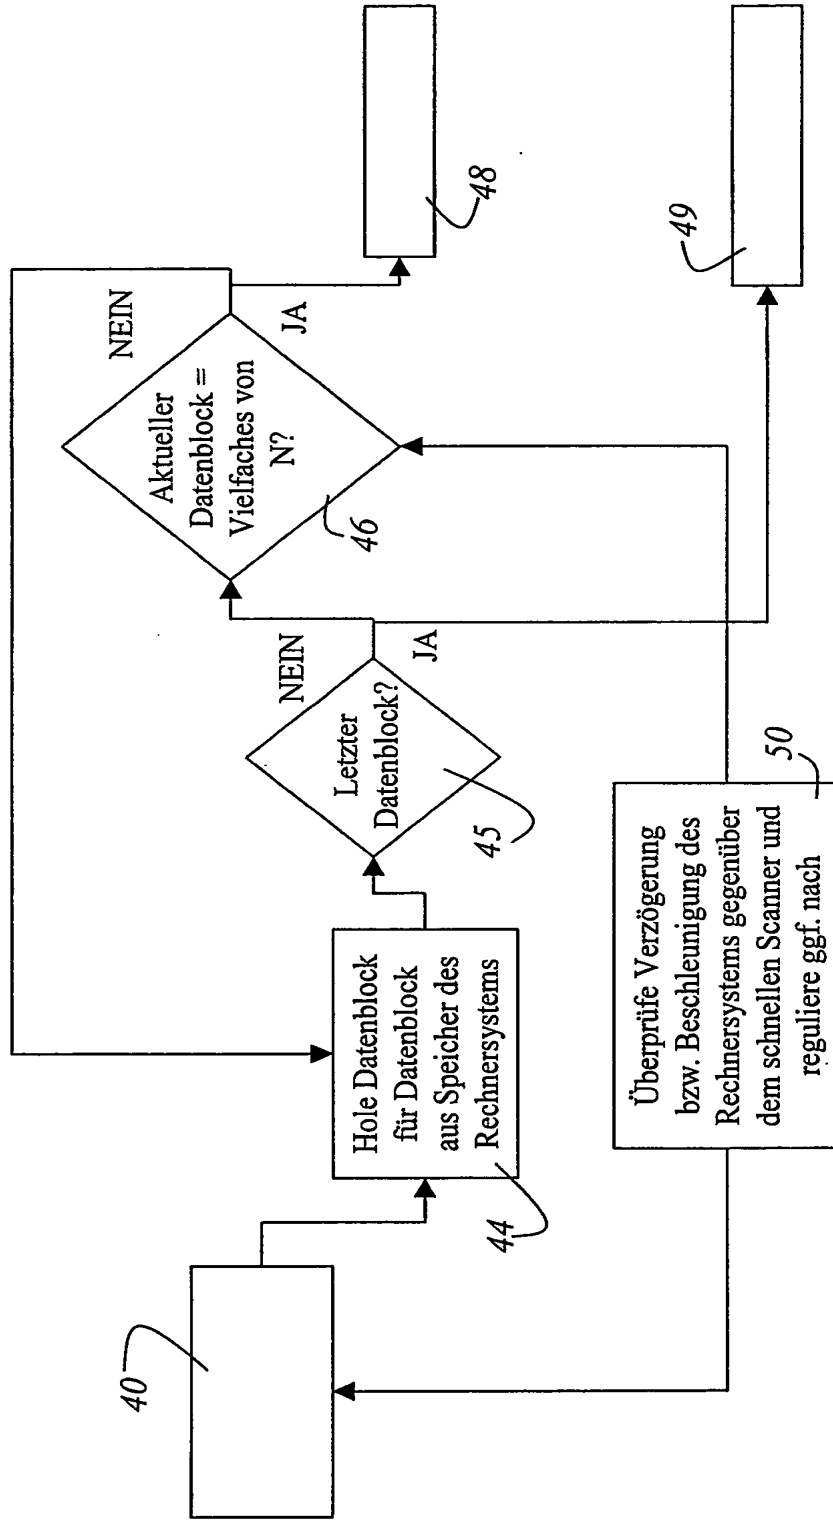 40
Hole Datenblock
für Datenblock
aus Speicher des
Rechnersystems
44
Letzter
Datenblock?
45
NEIN
JA
Aktueller
Datenblock =
Vielfaches von
N?
46
NEIN
JA
48
49
Überprüfe Verzögerung
bzw. Beschleunigung des
Rechnersystems gegenüber
dem schnellen Scanner und
reguliere ggf. nach
50